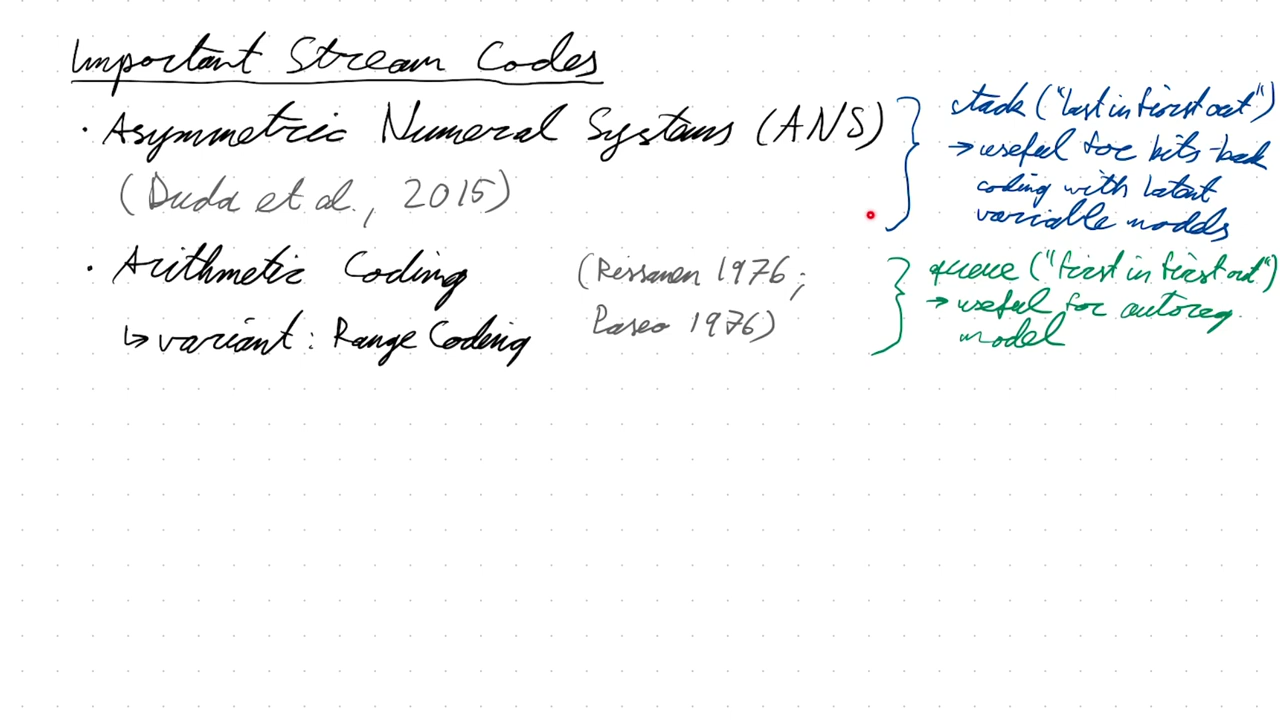 Important Stream Codes
· Asymmetric Numeral Systems (ANS)
(Duda et al., 2015)
stack ("last in first out")
→ useful for bits-back
coding with latent
variable models
· Arithmetic Coding
(Rissanen 1976;
Pasco 1976)
↳ variant: Range Coding
queue ("first in first out")
→ useful for autoreg.
model